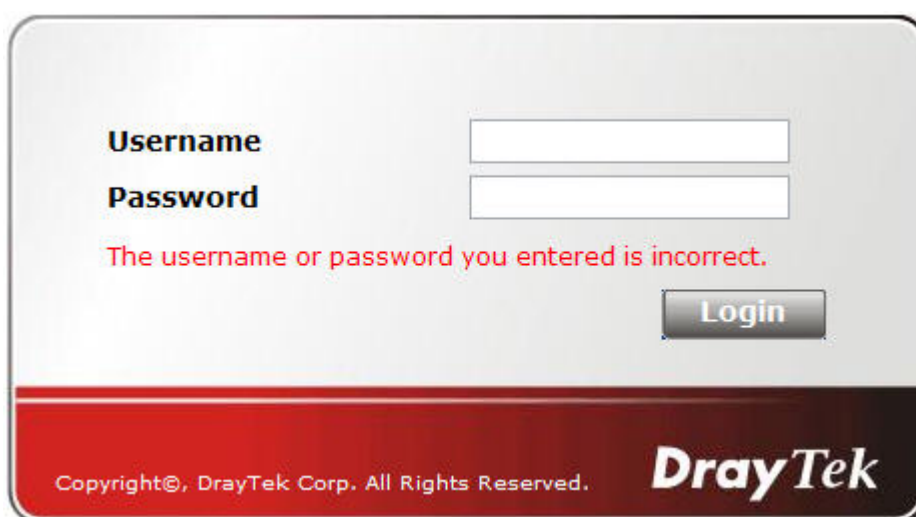 Username
Password
The username or password you entered is incorrect.
Login
Copyright©, DrayTek Corp. All Rights Reserved.
DrayTek